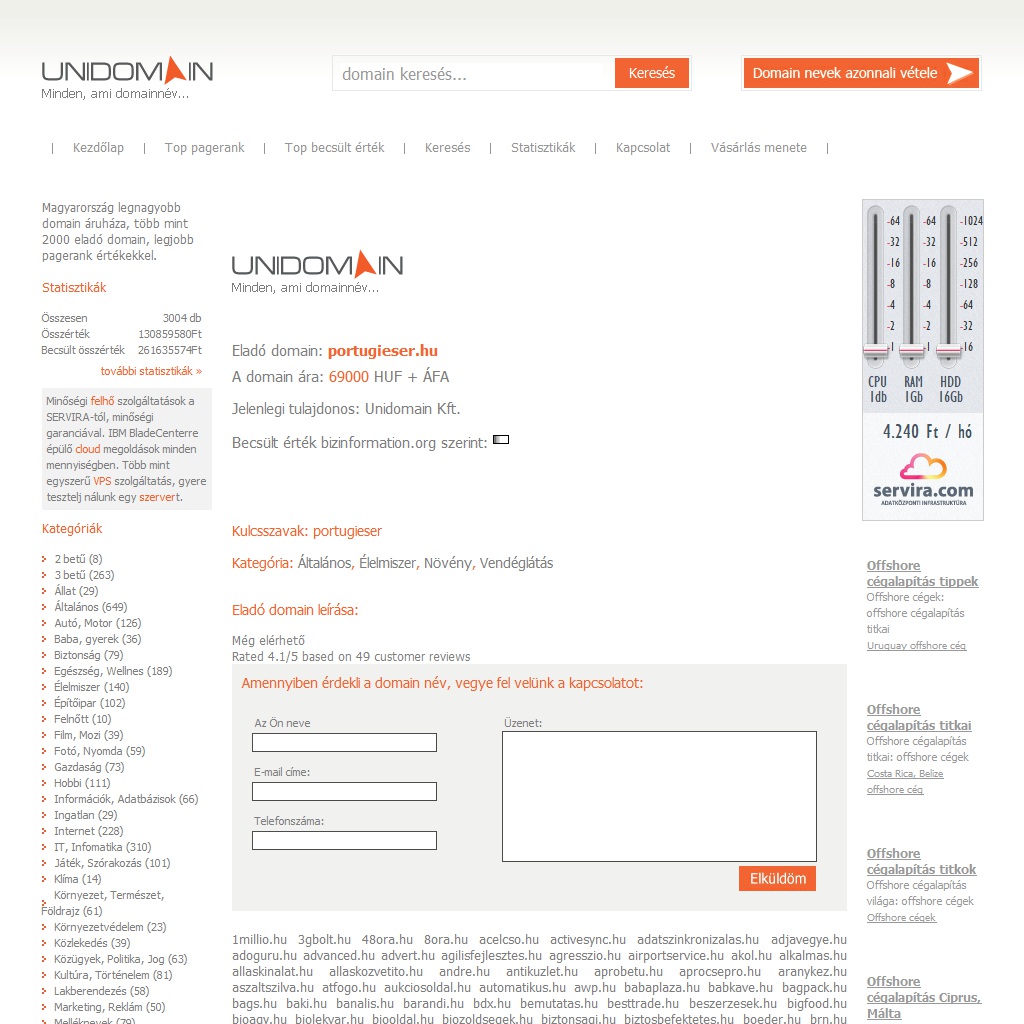 UNIDOMAIN
Minden, ami domainnév...
domain keresés...
Keresés
Domain nevek azonnali vétele
| Kezdőlap | Top pagerank | Top becsült érték | Keresés | Statisztikák | Kapcsolat | Vásárlás menete |
Magyarország legnagyobb
domain áruháza, több mint
2000 eladó domain, legjobb
pagerank értékekkel.
Statisztikák
Összesen 3004 db
Összérték 130859580Ft
Becsült összérték 261635574Ft
további statisztikák »
Minőségi felhő szolgáltatások a
SERVIRA-tól, minőségi
garanciával. IBM BladeCenterre
épülő cloud megoldások minden
mennyiségben. Több mint
egyszerű VPS szolgáltatás, gyere
tesztelj nálunk egy szervert.
Kategóriák
2 betű (8)
3 betű (263)
Állat (29)
Általános (649)
Autó, Motor (126)
Baba, gyerek (36)
Biztonság (79)
Egészség, Wellnes (189)
Élelmiszer (140)
Építőipar (102)
Felnőtt (10)
Film, Mozi (39)
Fotó, Nyomda (59)
Gazdaság (73)
Hobbi (111)
Információk, Adatbázisok (66)
Ingatlan (29)
Internet (228)
IT, Infomatika (310)
Játék, Szórakozás (101)
Klíma (14)
Környezet, Természet,
Földrajz (61)
Környezetvédelem (23)
Közlekedés (39)
Közügyek, Politika, Jog (63)
Kultúra, Történelem (81)
Lakberendezés (58)
Marketing, Reklám (50)
Melléknevek (79)
UNIDOMAIN
Minden, ami domainnév...
Eladó domain: portugieser.hu
A domain ára: 69000 HUF + ÁFA
Jelenlegi tulajdonos: Unidomain Kft.
Becsült érték bizinformation.org szerint:
Kulcsszavak: portugieser
Kategória: Általános, Élelmiszer, Növény, Vendéglátás
Eladó domain leírása:
Még elérhető
Rated 4.1/5 based on 49 customer reviews
Amennyiben érdekli a domain név, vegye fel velünk a kapcsolatot:
Az Ön neve
E-mail címe:
Telefonszáma:
Üzenet:
Elküldöm
1millio.hu 3gbolt.hu 48ora.hu 8ora.hu acelcso.hu activesync.hu adatszinkronizalas.hu adjavegye.hu
adoguru.hu advanced.hu advert.hu agilisfejlesztes.hu agresszio.hu airportservice.hu akol.hu alkalmas.hu
allaskinalat.hu allaskozvetito.hu andre.hu antikuzlet.hu aprobetu.hu aprocsepro.hu aranykez.hu
aszaltszilva.hu atfogo.hu aukciosoldal.hu automatikus.hu awp.hu babaplaza.hu babkave.hu bagpack.hu
bags.hu baki.hu banalis.hu barandi.hu bdx.hu bemutatas.hu besttrade.hu beszerzesek.hu bigfood.hu
bioagy.hu biolekvar.hu biooldal.hu biozoldsegek.hu biztonsagi.hu biztosbefektetes.hu boeder.hu brn.hu
-64 -64 -1024
-32 -32 -512
-16 -16 -256
-8 -8 -128
-4 -4 -64
-2 -2 -32
-1 -1 -16
CPU RAM HDD
1db 1Gb 16Gb
4.240 Ft / hó
servira.com
ADATKÖZPONTI INFRASTRUKTÚRA
Offshore
cégalapítás tippek
Offshore cégek:
offshore cégalapítás
titkai
Uruguay offshore cég
Offshore
cégalapítás titkai
Offshore cégalapítás
titkai: offshore cégek
Costa Rica, Belize
offshore cég
Offshore
cégalapítás titkok
Offshore cégalapítás
világa: offshore cégek
Offshore cégek
Offshore
cégalapítás Ciprus,
Málta